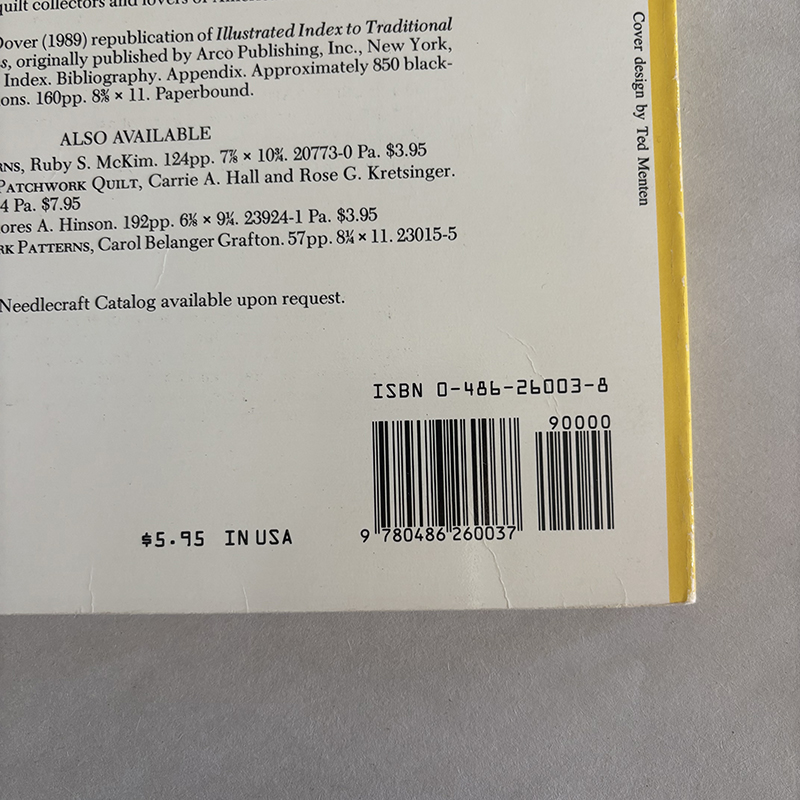 quilt collectors and lovers of
Dover (1989) republication of Illustrated Index to Traditional
s, originally published by Arco Publishing, Inc., New York,
Index. Bibliography. Appendix. Approximately 850 black-
ons. 160pp. 8⅜ × 11. Paperbound.
ALSO AVAILABLE
RNS, Ruby S. McKim. 124pp. 7⅞ × 10¾. 20773-0 Pa. $3.95
PATCHWORK QUILT, Carrie A. Hall and Rose G. Kretsinger.
4 Pa. $7.95
ores A. Hinson. 192pp. 6⅛ × 9¼. 23924-1 Pa. $3.95
RK PATTERNS, Carol Belanger Grafton. 57pp. 8¼ × 11. 23015-5
Needlecraft Catalog available upon request.
Cover design by Ted Menten
ISBN 0-486-26003-8
90000
9 780486 260037
$5.95 IN USA